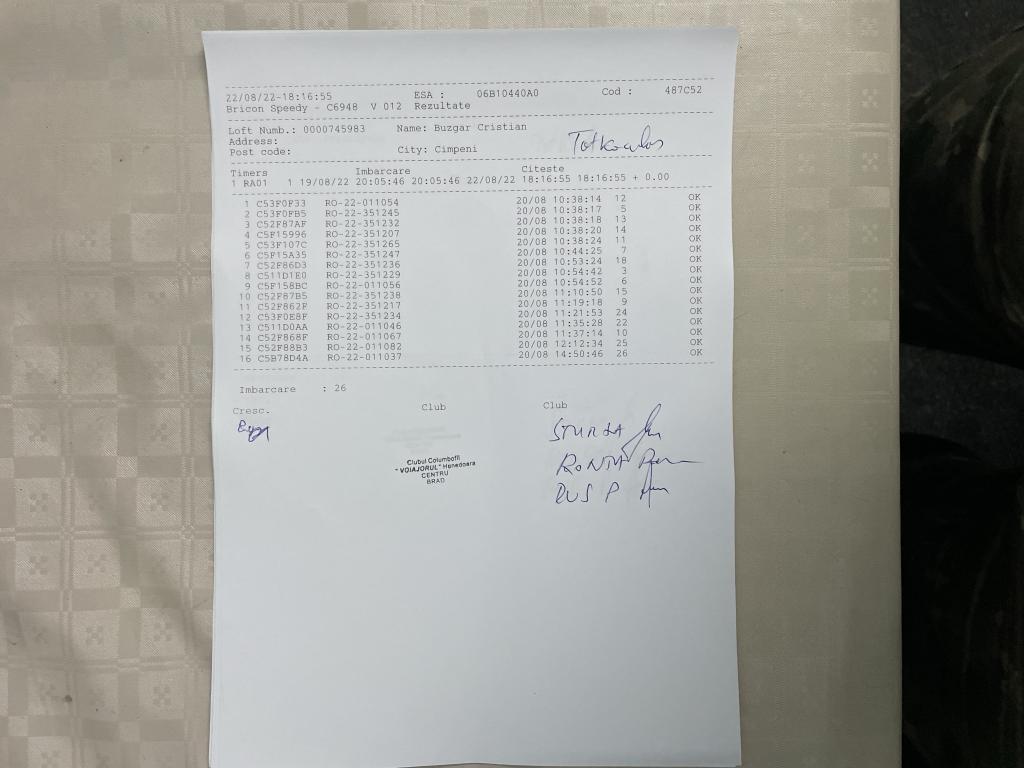 22/08/22-18:16:55 ESA : 06B10440A0 Cod : 487C52
Bricon Speedy - C6948 V 012 Rezultate
Loft Numb.: 0000745983 Name: Buzgar Cristian
Address:
Post code: City: Cimpeni
Timers Imbarcare Citeste
1 RA01 1 19/08/22 20:05:46 20:05:46 22/08/22 18:16:55 18:16:55 + 0.00
1 C53F0F33 RO-22-011054 20/08 10:38:14 12 OK
2 C53F0FB5 RO-22-351245 20/08 10:38:17 5 OK
3 C52F87AF RO-22-351232 20/08 10:38:18 13 OK
4 C5F15996 RO-22-351207 20/08 10:38:20 14 OK
5 C53F107C RO-22-351265 20/08 10:38:24 11 OK
6 C5F15A35 RO-22-351247 20/08 10:44:25 7 OK
7 C52F86D3 RO-22-351236 20/08 10:53:24 18 OK
8 C511D1E0 RO-22-351229 20/08 10:54:42 3 OK
9 C5F158BC RO-22-011056 20/08 10:54:52 6 OK
10 C52F87B5 RO-22-351238 20/08 11:10:50 15 OK
11 C52F862F RO-22-351217 20/08 11:19:18 9 OK
12 C53F0E8F RO-22-351234 20/08 11:21:53 24 OK
13 C511D0AA RO-22-011046 20/08 11:35:28 22 OK
14 C52F868F RO-22-011067 20/08 11:37:14 10 OK
15 C52F88B3 RO-22-011082 20/08 12:12:34 25 OK
16 C5B78D4A RO-22-011037 20/08 14:50:46 26 OK
Imbarcare : 26
Cresc. Club Club
Clubul Columbofil
"VOIAJORUL" Hunedoara
CENTRU
BRAD
RUS P